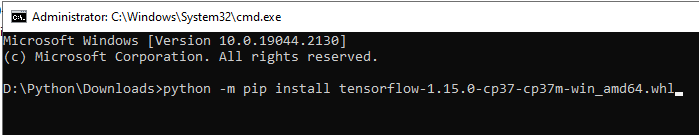 Administrator: C:\Windows\System32\cmd.exe
Microsoft Windows [Version 10.0.19044.2130]
(c) Microsoft Corporation. All rights reserved.
D:\Python\Downloads>python -m pip install tensorflow-1.15.0-cp37-cp37m-win_amd64.whl